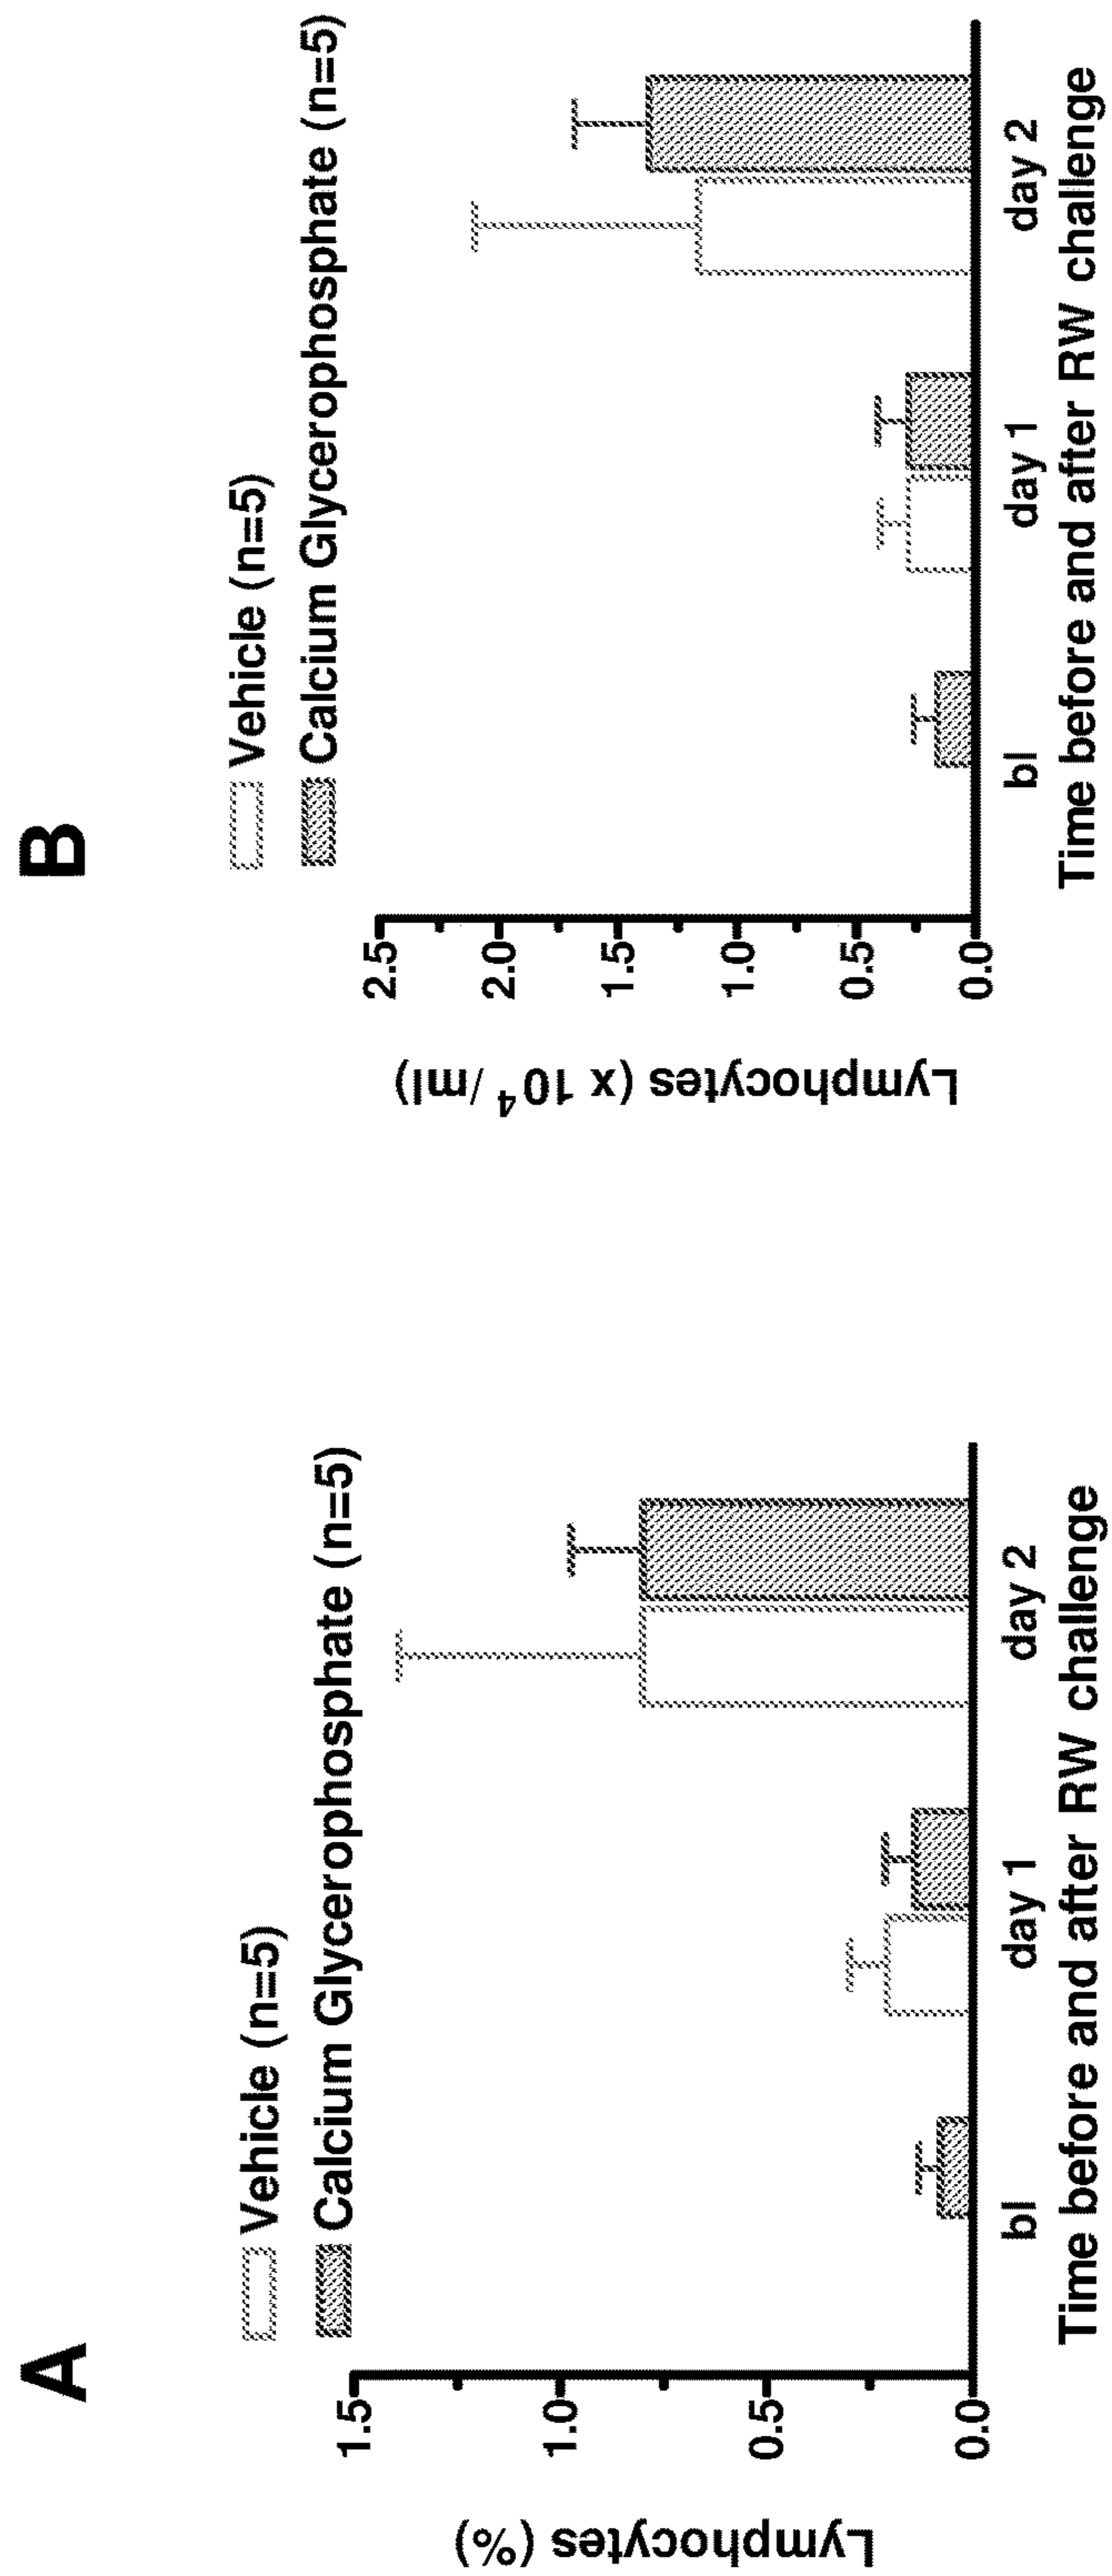 A
Vehicle (n=5)
Calcium Glycerophosphate (n=5)
Lymphocytes (%)
1.5
1.0
0.5
0.0
bl
day 1
day 2
Time before and after RW challenge
B
Vehicle (n=5)
Calcium Glycerophosphate (n=5)
Lymphocytes (x 10⁴ /ml)
2.5
2.0
1.5
1.0
0.5
0.0
bl
day 1
day 2
Time before and after RW challenge